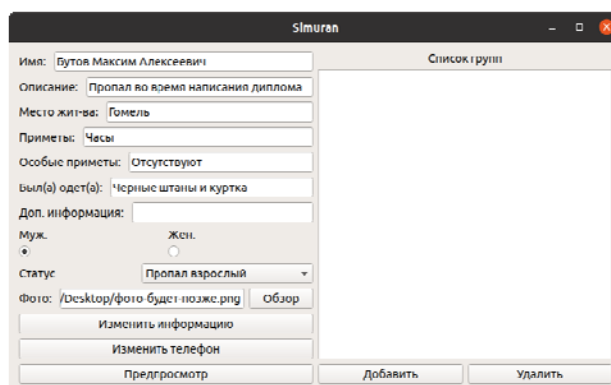 Simuran
Имя: Бутов Максим Алексеевич
Список групп
Описание: Пропал во время написания диплома
Место жит-ва: Гомель
Приметы: Часы
Особые приметы: Отсутствуют
Был(а) одет(а): Черные штаны и куртка
Доп. информация:
Муж. Жен.
Статус Пропал взрослый
Фото: /Desktop/фото-будет-позже.png Обзор
Изменить информацию
Изменить телефон
Предпросмотр Добавить Удалить